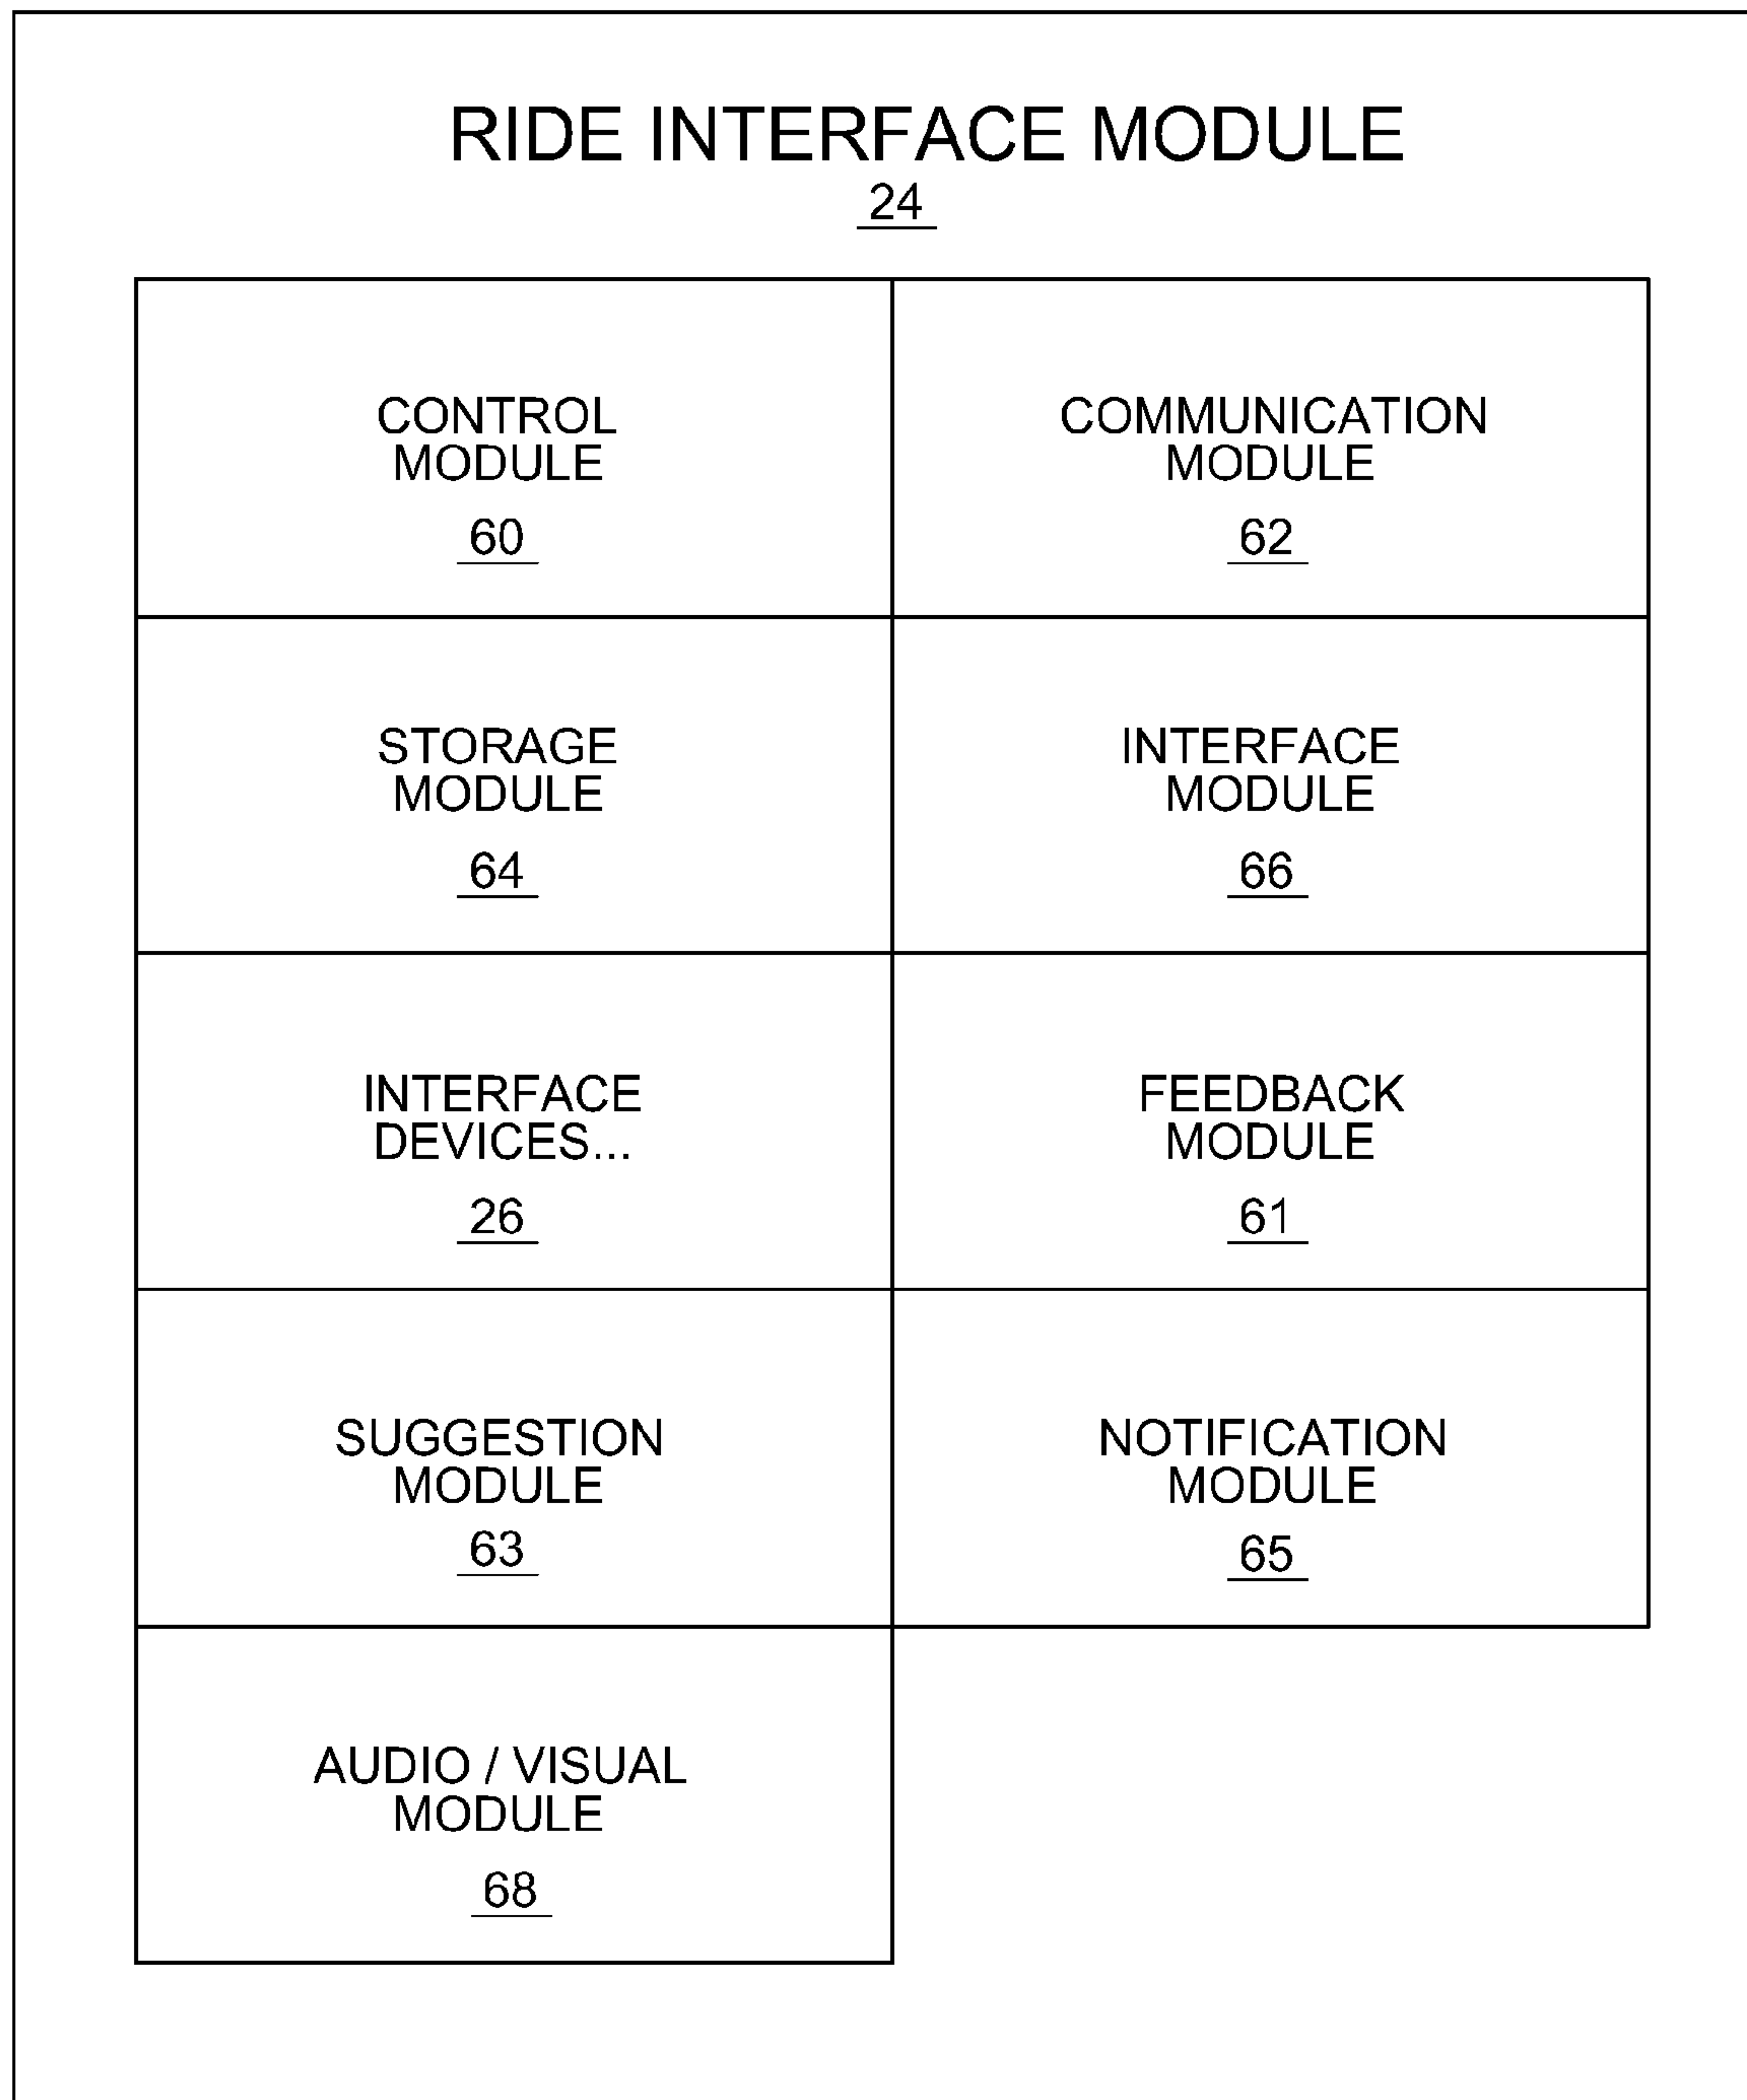 RIDE INTERFACE MODULE
24
CONTROL
MODULE
60
COMMUNICATION
MODULE
62
STORAGE
MODULE
64
INTERFACE
MODULE
66
INTERFACE
DEVICES...
26
FEEDBACK
MODULE
61
SUGGESTION
MODULE
63
NOTIFICATION
MODULE
65
AUDIO / VISUAL
MODULE
68